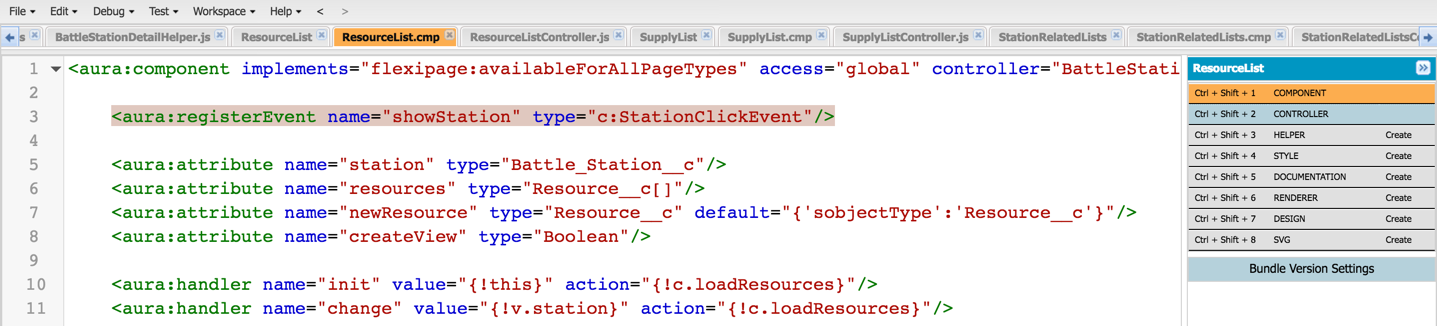 File Edit Debug Test Workspace Help < >
s BattleStationDetailHelper.js ResourceList ResourceList.cmp ResourceListController.js SupplyList SupplyList.cmp SupplyListController.js StationRelatedLists StationRelatedLists.cmp StationRelatedListsCo
1 <aura:component implements="flexipage:availableForAllPageTypes" access="global" controller="BattleStati
2
3 <aura:registerEvent name="showStation" type="c:StationClickEvent"/>
4
5 <aura:attribute name="station" type="Battle_Station__c"/>
6 <aura:attribute name="resources" type="Resource__c[]"/>
7 <aura:attribute name="newResource" type="Resource__c" default="{'sobjectType':'Resource__c'}"/>
8 <aura:attribute name="createView" type="Boolean"/>
9
10 <aura:handler name="init" value="{!this}" action="{!c.loadResources}"/>
11 <aura:handler name="change" value="{!v.station}" action="{!c.loadResources}"/>
ResourceList
Ctrl + Shift + 1 COMPONENT
Ctrl + Shift + 2 CONTROLLER
Ctrl + Shift + 3 HELPER Create
Ctrl + Shift + 4 STYLE Create
Ctrl + Shift + 5 DOCUMENTATION Create
Ctrl + Shift + 6 RENDERER Create
Ctrl + Shift + 7 DESIGN Create
Ctrl + Shift + 8 SVG Create
Bundle Version Settings